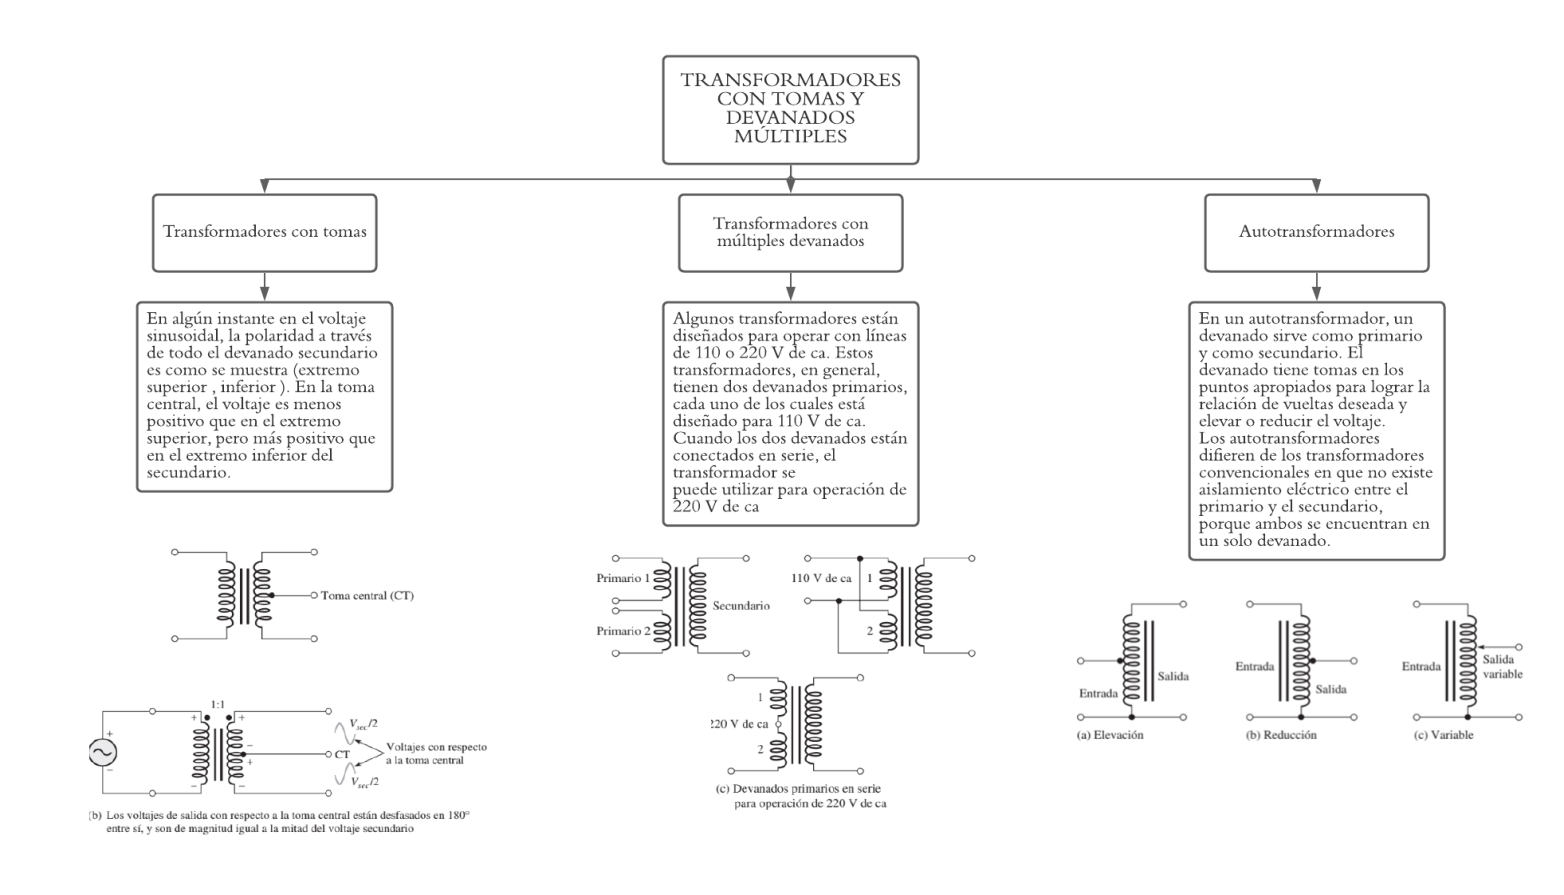 TRANSFORMADORES
CON TOMAS Y
DEVANADOS
MÚLTIPLES
Transformadores con tomas
En algún instante en el voltaje
sinusoidal, la polaridad a través
de todo el devanado secundario
es como se muestra (extremo
superior , inferior ). En la toma
central, el voltaje es menos
positivo que en el extremo
superior, pero más positivo que
en el extremo inferior del
secundario.
Toma central (CT)
1:1
+
+
+
−
+
−
−
−
CT
Vsec/2
Vsec/2
Voltajes con respecto
a la toma central
(b) Los voltajes de salida con respecto a la toma central están desfasados en 180°
entre sí, y son de magnitud igual a la mitad del voltaje secundario
Transformadores con
múltiples devanados
Algunos transformadores están
diseñados para operar con líneas
de 110 o 220 V de ca. Estos
transformadores, en general,
tienen dos devanados primarios,
cada uno de los cuales está
diseñado para 110 V de ca.
Cuando los dos devanados están
conectados en serie, el
transformador se
puede utilizar para operación de
220 V de ca
Primario 1
Secundario
Primario 2
110 V de ca
1
2
1
220 V de ca
2
(c) Devanados primarios en serie
para operación de 220 V de ca
Autotransformadores
En un autotransformador, un
devanado sirve como primario
y como secundario. El
devanado tiene tomas en los
puntos apropiados para lograr la
relación de vueltas deseada y
elevar o reducir el voltaje.
Los autotransformadores
difieren de los transformadores
convencionales en que no existe
aislamiento eléctrico entre el
primario y el secundario,
porque ambos se encuentran en
un solo devanado.
Entrada
Salida
(a) Elevación
Entrada
Salida
(b) Reducción
Entrada
Salida
variable
(c) Variable